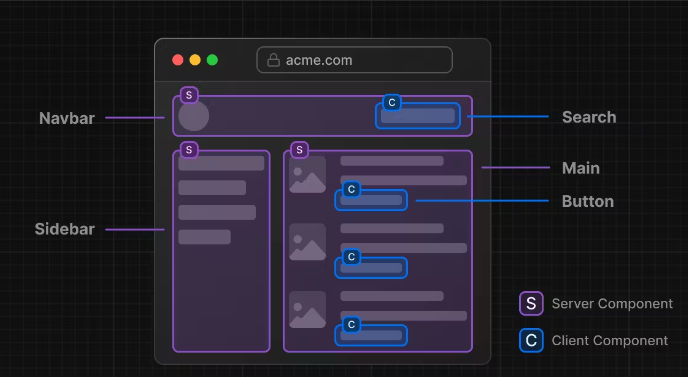 acme.com
S
C
Navbar
Search
S
S
Main
C
Button
Sidebar
C
C
S Server Component
C Client Component